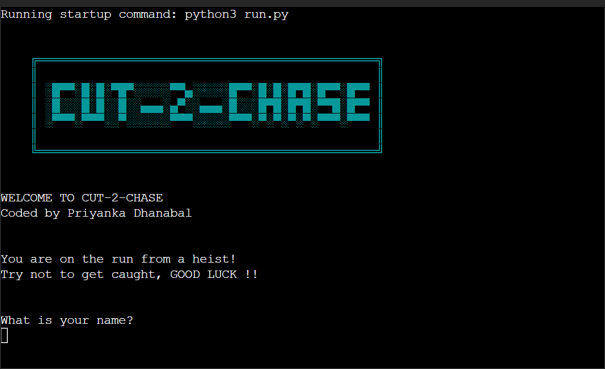 Running startup command: python3 run.py
CUT-2-CHASE
WELCOME TO CUT-2-CHASE
Coded by Priyanka Dhanabal
You are on the run from a heist!
Try not to get caught, GOOD LUCK !!
What is your name?